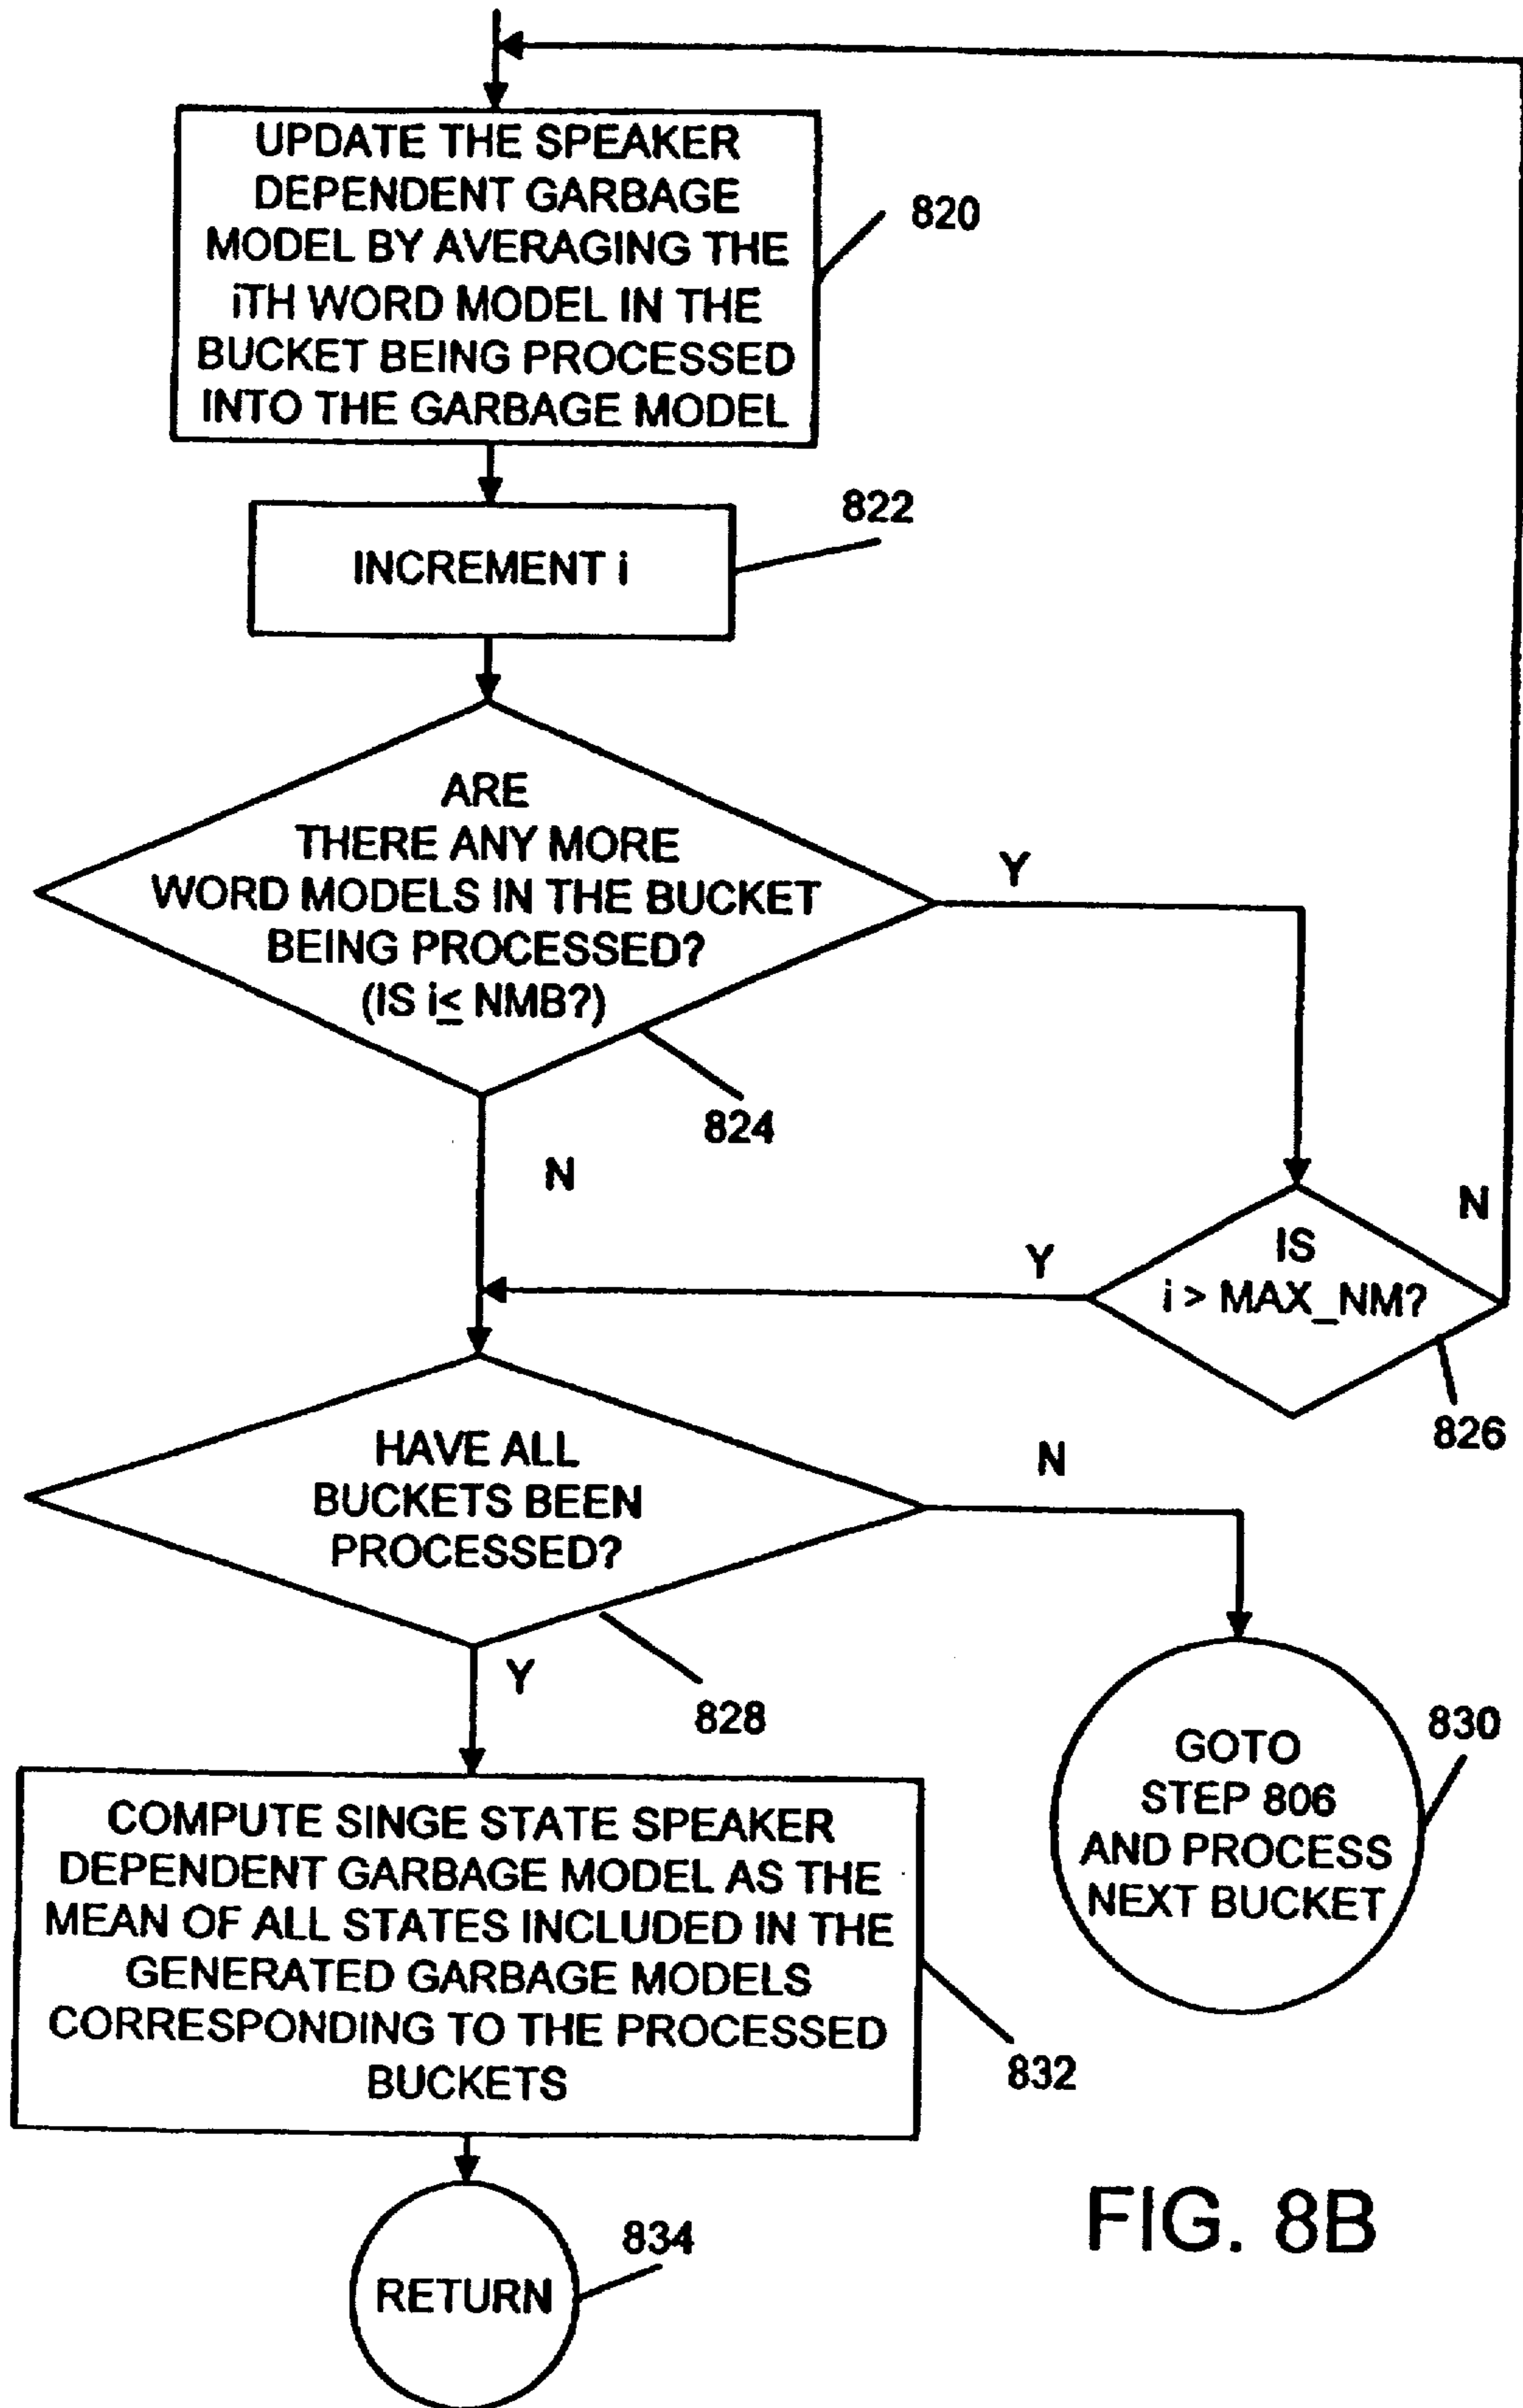 UPDATE THE SPEAKER
DEPENDENT GARBAGE
MODEL BY AVERAGING THE
iTH WORD MODEL IN THE
BUCKET BEING PROCESSED
INTO THE GARBAGE MODEL
820
822
INCREMENT i
ARE
THERE ANY MORE
WORD MODELS IN THE BUCKET
BEING PROCESSED?
(IS i≤ NMB?)
Y
824
N
N
IS
i > MAX_NM?
Y
826
HAVE ALL
BUCKETS BEEN
PROCESSED?
N
Y
828
830
GOTO
STEP 806
AND PROCESS
NEXT BUCKET
COMPUTE SINGE STATE SPEAKER
DEPENDENT GARBAGE MODEL AS THE
MEAN OF ALL STATES INCLUDED IN THE
GENERATED GARBAGE MODELS
CORRESPONDING TO THE PROCESSED
BUCKETS
832
834
RETURN
FIG. 8B